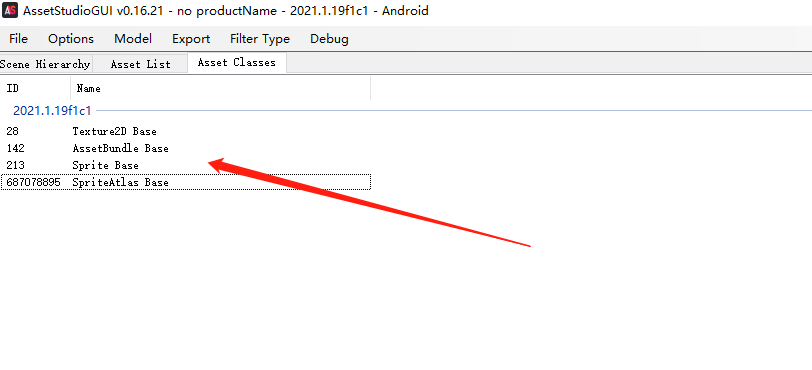 AS AssetStudioGUI v0.16.21 - no productName - 2021.1.19f1c1 - Android
File Options Model Export Filter Type Debug
Scene Hierarchy Asset List Asset Classes
ID Name
2021.1.19f1c1
28 Texture2D Base
142 AssetBundle Base
213 Sprite Base
687078895 SpriteAtlas Base